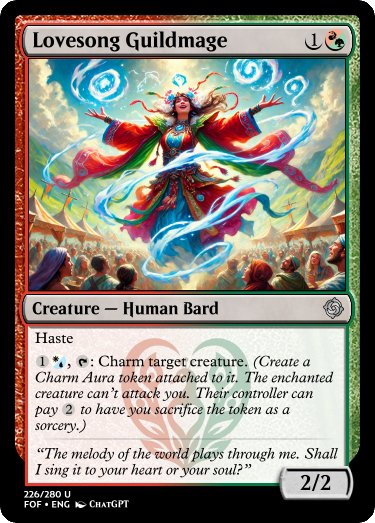 Lovesong Guildmage 1
Creature — Human Bard
Haste
1 , : Charm target creature. (Create a
Charm Aura token attached to it. The enchanted
creature can't attack you. Their controller can
pay 2 to have you sacrifice the token as a
sorcery.)
"The melody of the world plays through me. Shall
I sing it to your heart or your soul?"
2/2
226/280 U
FOF • ENG ChatGPT